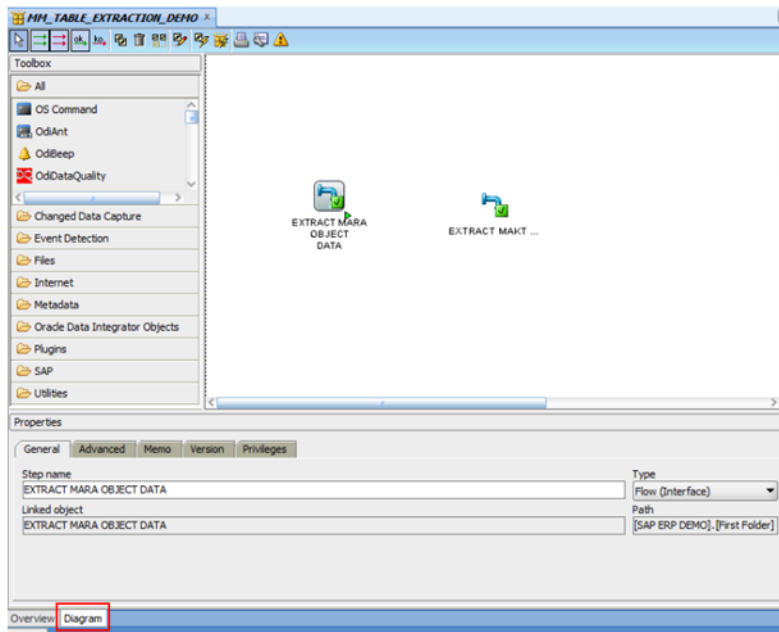 MM_TABLE_EXTRACTION_DEMO ×
ok ko
Toolbox
All
OS Command
OdiAnt
OdiBeep
OdiDataQuality
Changed Data Capture
Event Detection
Files
Internet
Metadata
Oracle Data Integrator Objects
Plugins
SAP
Utilities
EXTRACT MARA
OBJECT
DATA
EXTRACT MAKT ...
Properties
General Advanced Memo Version Privileges
Step name
EXTRACT MARA OBJECT DATA
Type
Flow (Interface)
Linked object
EXTRACT MARA OBJECT DATA
Path
[SAP ERP DEMO].[First Folder]
Overview Diagram